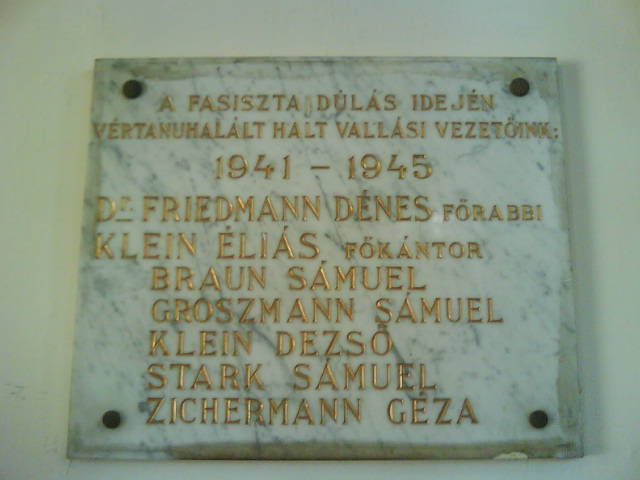 A FASISZTA DÚLÁS IDEJÉN
VÉRTANUHALÁLT HALT VALLÁSI VEZETŐINK:
1941 – 1945
DR FRIEDMANN DÉNES FŐRABBI
KLEIN ÉLIÁS FŐKÁNTOR
BRAUN SÁMUEL
GROSZMANN SÁMUEL
KLEIN DEZSŐ
STARK SÁMUEL
ZICHERMANN GÉZA